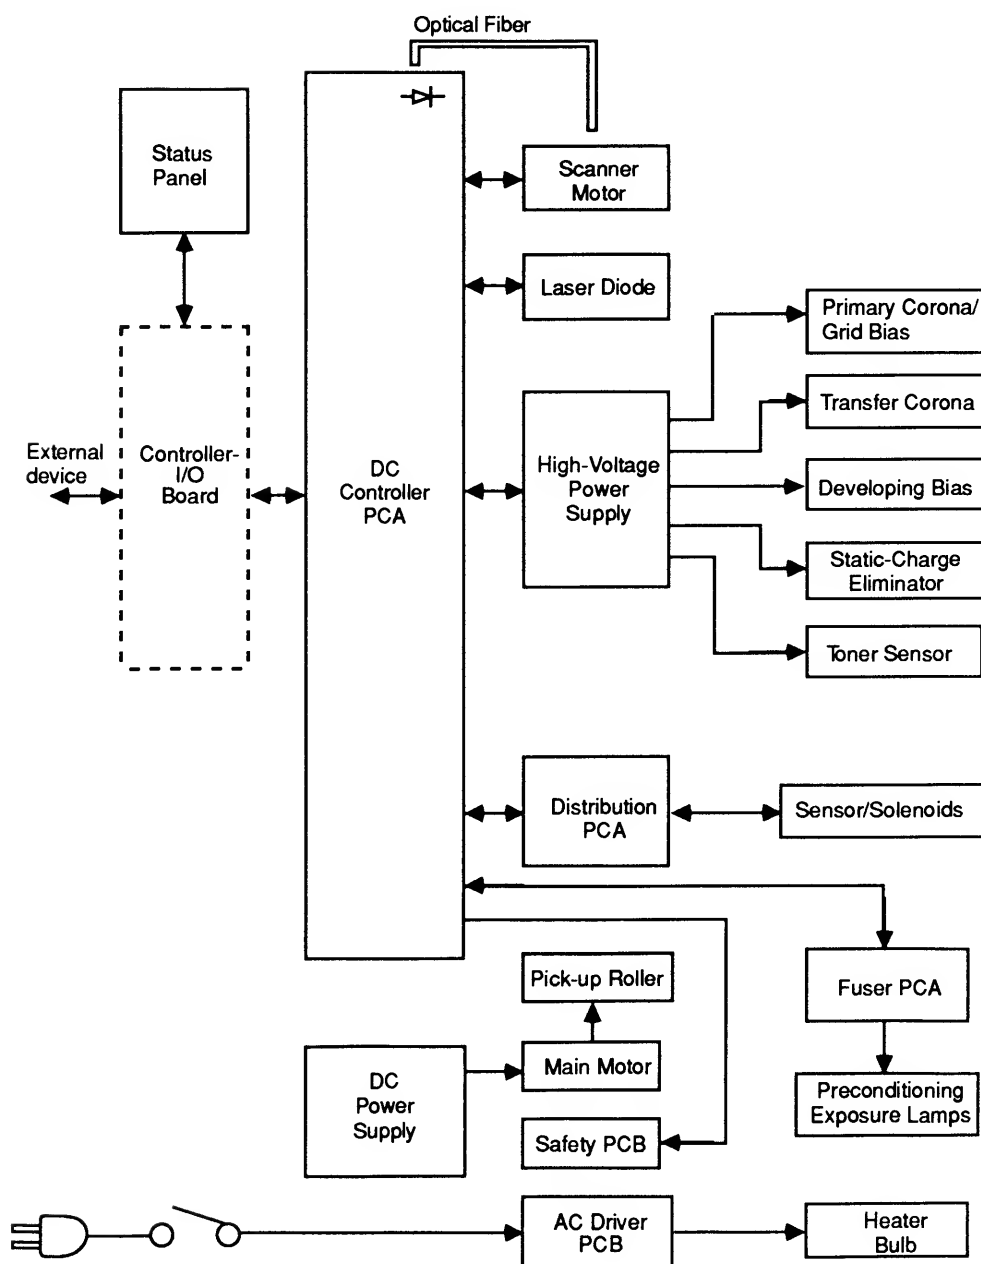 Optical Fiber
Status
Panel
Scanner
Motor
Laser Diode
Primary Corona/
Grid Bias
Transfer Corona
External
device
Controller-
I/O
Board
DC
Controller
PCA
High-Voltage
Power
Supply
Developing Bias
Static-Charge
Eliminator
Toner Sensor
Distribution
PCA
Sensor/Solenoids
Pick-up Roller
Fuser PCA
DC
Power
Supply
Main Motor
Preconditioning
Exposure Lamps
Safety PCB
AC Driver
PCB
Heater
Bulb